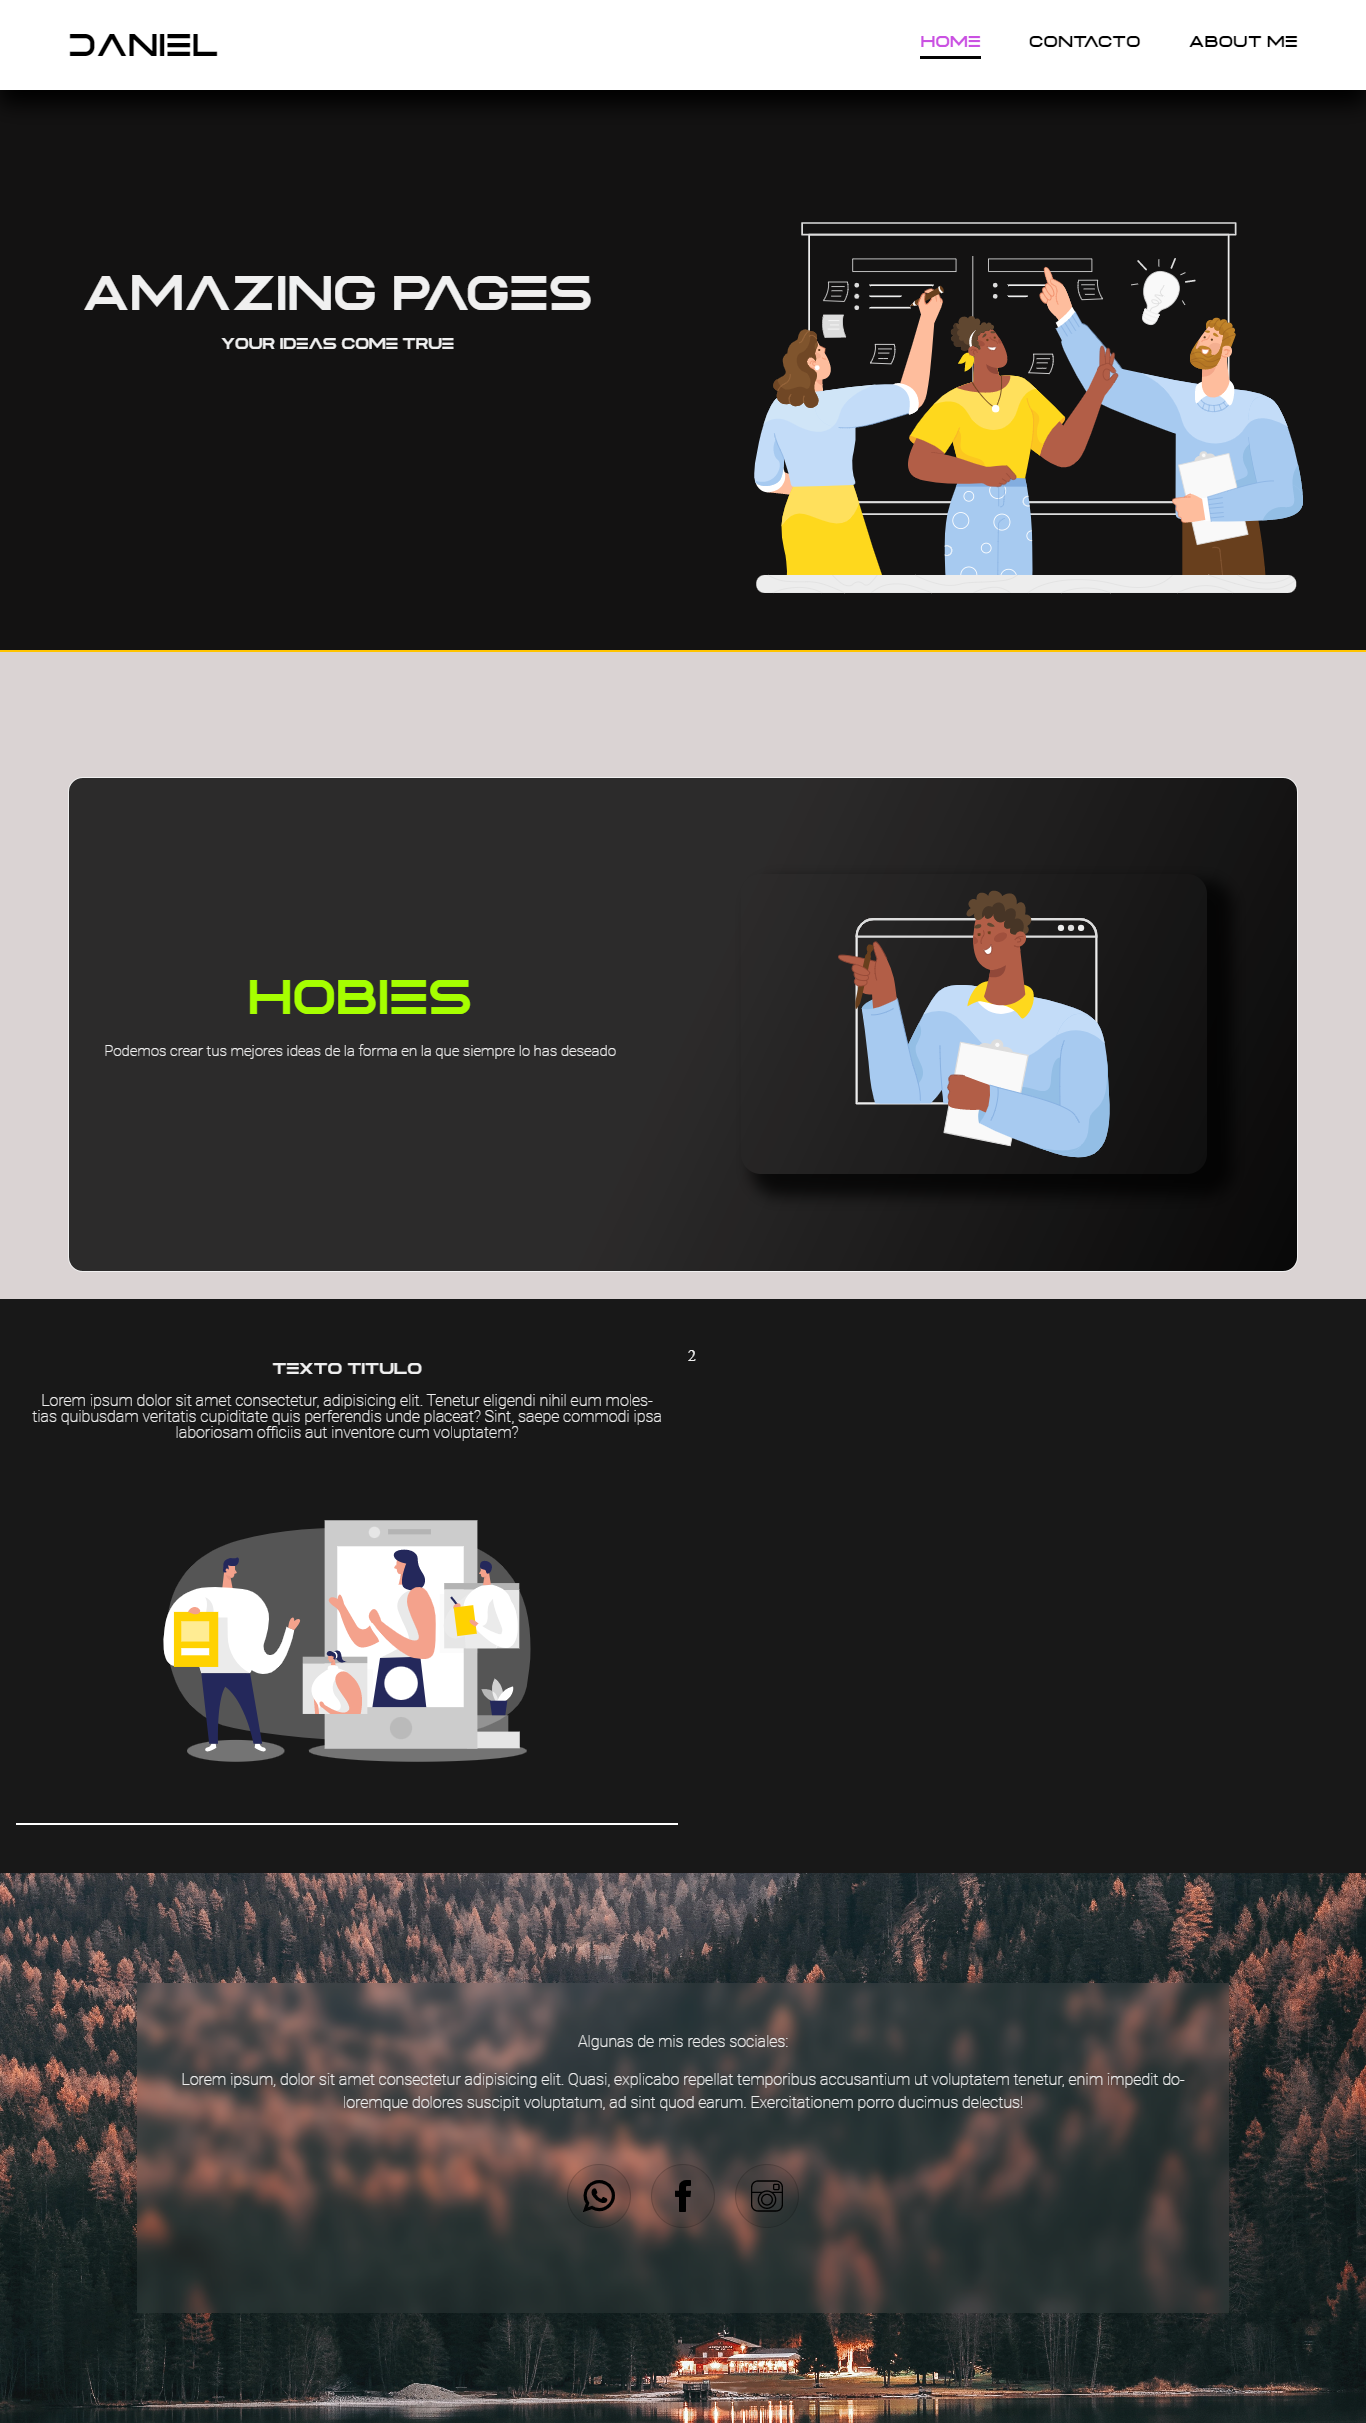 DANIEL
HOME
CONTACTO
ABOUT ME
AMAZING PAGES
YOUR IDEAS COME TRUE
HOBIES
Podemos crear tus mejores ideas de la forma en la que siempre lo has deseado
TEXTO TITULO
Lorem ipsum dolor sit amet consectetur, adipisicing elit. Tenetur eligendi nihil eum moles-
tias quibusdam veritatis cupiditate quis perferendis unde placeat? Sint, saepe commodi ipsa
laboriosam officiis aut inventore cum voluptatem?
2
Algunas de mis redes sociales:
Lorem ipsum, dolor sit amet consectetur adipisicing elit. Quasi, explicabo repellat temporibus accusantium ut voluptatem tenetur, enim impedit do-
loremque dolores suscipit voluptatum, ad sint quod earum. Exercitationem porro ducimus delectus!